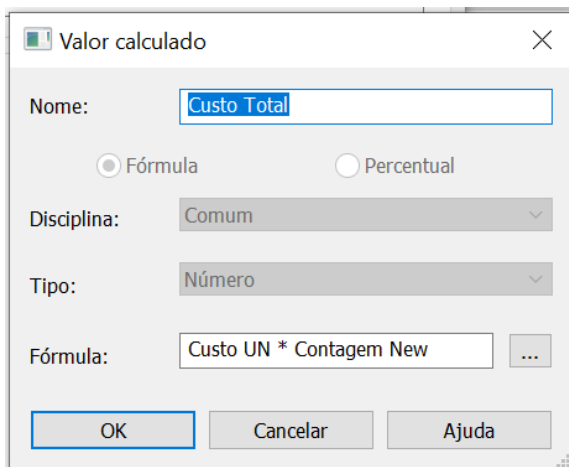 Valor calculado
Nome: Custo Total
Fórmula Percentual
Disciplina: Comum
Tipo: Número
Fórmula: Custo UN * Contagem New ...
OK Cancelar Ajuda